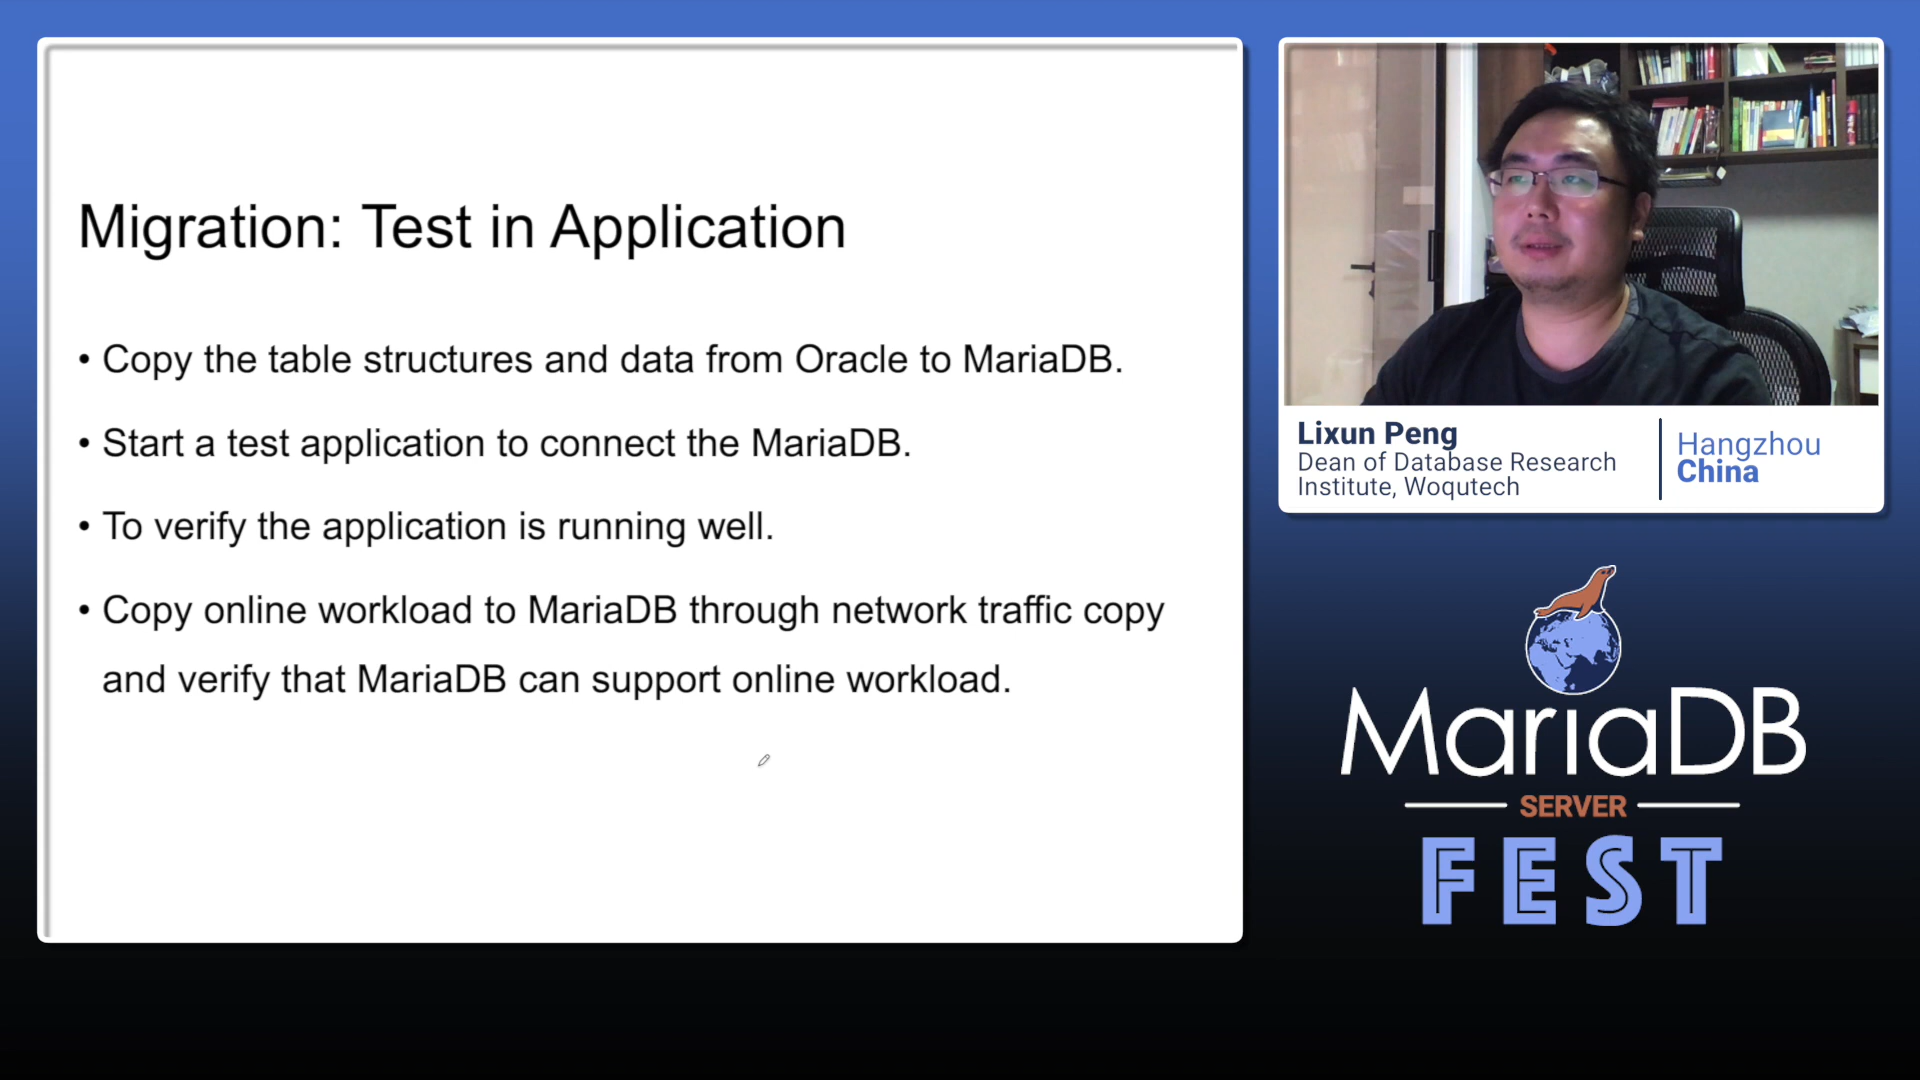 Migration: Test in Application
• Copy the table structures and data from Oracle to MariaDB.
• Start a test application to connect the MariaDB.
• To verify the application is running well.
• Copy online workload to MariaDB through network traffic copy
and verify that MariaDB can support online workload.
Lixun Peng
Dean of Database Research
Institute, Woqutech
Hangzhou
China
MariaDB
SERVER
FEST